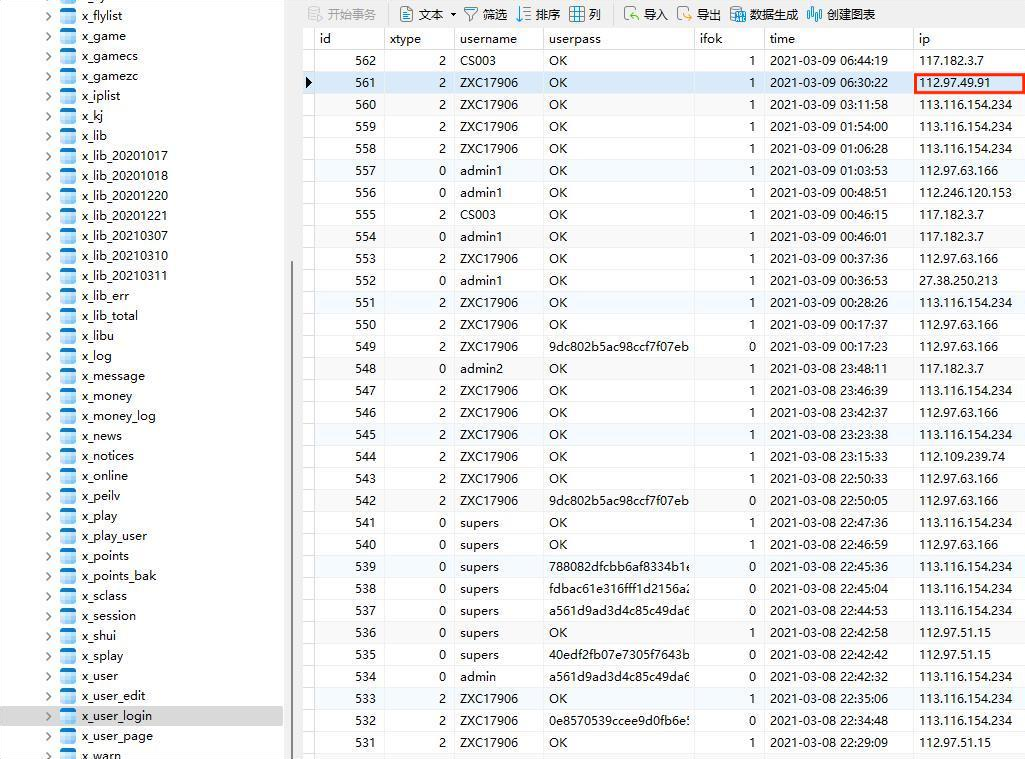 x_flylist
x_game
x_gamecs
x_gamezc
x_iplist
x_kj
x_lib
x_lib_20201017
x_lib_20201018
x_lib_20201220
x_lib_20201221
x_lib_20210307
x_lib_20210310
x_lib_20210311
x_lib_err
x_lib_total
x_libu
x_log
x_message
x_money
x_money_log
x_news
x_notices
x_online
x_peilv
x_play
x_play_user
x_points
x_points_bak
x_sclass
x_session
x_shui
x_splay
x_user
x_user_edit
x_user_login
x_user_page
x_warn
开始事务 文本 筛选 排序 列 导入 导出 数据生成 创建图表
id xtype username userpass ifok time ip
562 2 CS003 OK 1 2021-03-09 06:44:19 117.182.3.7
561 2 ZXC17906 OK 1 2021-03-09 06:30:22 112.97.49.91
560 2 ZXC17906 OK 1 2021-03-09 03:11:58 113.116.154.234
559 2 ZXC17906 OK 1 2021-03-09 01:54:00 113.116.154.234
558 2 ZXC17906 OK 1 2021-03-09 01:06:28 113.116.154.234
557 0 admin1 OK 1 2021-03-09 01:03:53 112.97.63.166
556 0 admin1 OK 1 2021-03-09 00:48:51 112.246.120.153
555 2 CS003 OK 1 2021-03-09 00:46:15 117.182.3.7
554 0 admin1 OK 1 2021-03-09 00:46:01 117.182.3.7
553 2 ZXC17906 OK 1 2021-03-09 00:37:36 112.97.63.166
552 0 admin1 OK 1 2021-03-09 00:36:53 27.38.250.213
551 2 ZXC17906 OK 1 2021-03-09 00:28:26 113.116.154.234
550 2 ZXC17906 OK 1 2021-03-09 00:17:37 112.97.63.166
549 2 ZXC17906 9dc802b5ac98ccf7f07eb 0 2021-03-09 00:17:23 112.97.63.166
548 0 admin2 OK 1 2021-03-08 23:48:11 117.182.3.7
547 2 ZXC17906 OK 1 2021-03-08 23:46:39 113.116.154.234
546 2 ZXC17906 OK 1 2021-03-08 23:42:37 112.97.63.166
545 2 ZXC17906 OK 1 2021-03-08 23:23:38 113.116.154.234
544 2 ZXC17906 OK 1 2021-03-08 23:15:33 112.109.239.74
543 2 ZXC17906 OK 1 2021-03-08 22:50:33 112.97.63.166
542 2 ZXC17906 9dc802b5ac98ccf7f07eb 0 2021-03-08 22:50:05 112.97.63.166
541 0 supers OK 1 2021-03-08 22:47:36 113.116.154.234
540 0 supers OK 1 2021-03-08 22:46:59 112.97.63.166
539 0 supers 788082dfcbb6af8334b1e 0 2021-03-08 22:45:36 113.116.154.234
538 0 supers fdbac61e316fff1d2156a2 0 2021-03-08 22:45:04 113.116.154.234
537 0 supers a561d9ad3d4c85c49da6 0 2021-03-08 22:44:53 113.116.154.234
536 0 supers OK 1 2021-03-08 22:42:58 112.97.51.15
535 0 supers 40edf2fb07e7305f7643b 0 2021-03-08 22:42:42 112.97.51.15
534 0 admin a561d9ad3d4c85c49da6 0 2021-03-08 22:42:32 113.116.154.234
533 2 ZXC17906 OK 1 2021-03-08 22:35:06 113.116.154.234
532 2 ZXC17906 0e8570539ccee9d0fb6e5 0 2021-03-08 22:34:48 113.116.154.234
531 2 ZXC17906 OK 1 2021-03-08 22:29:09 112.97.51.15